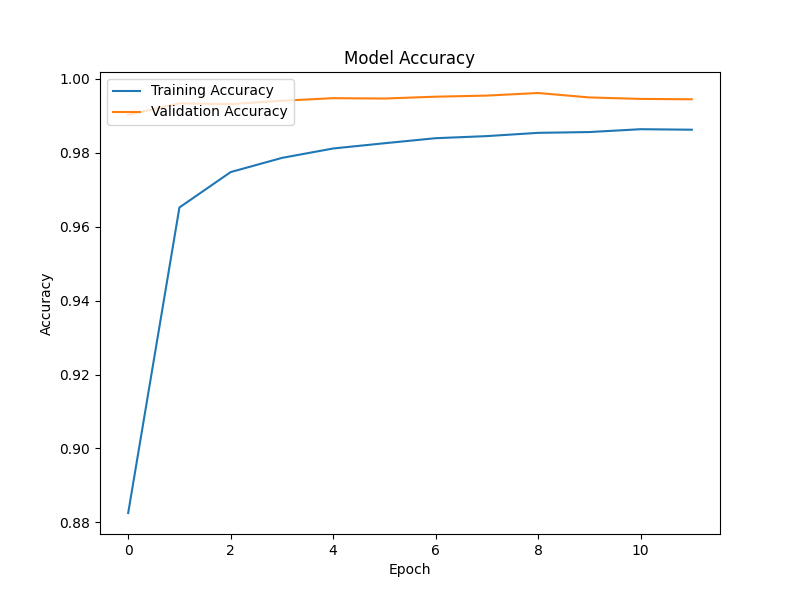 Model Accuracy
Training Accuracy
Validation Accuracy
1.00
0.98
0.96
0.94
0.92
0.90
0.88
Accuracy
0 2 4 6 8 10
Epoch